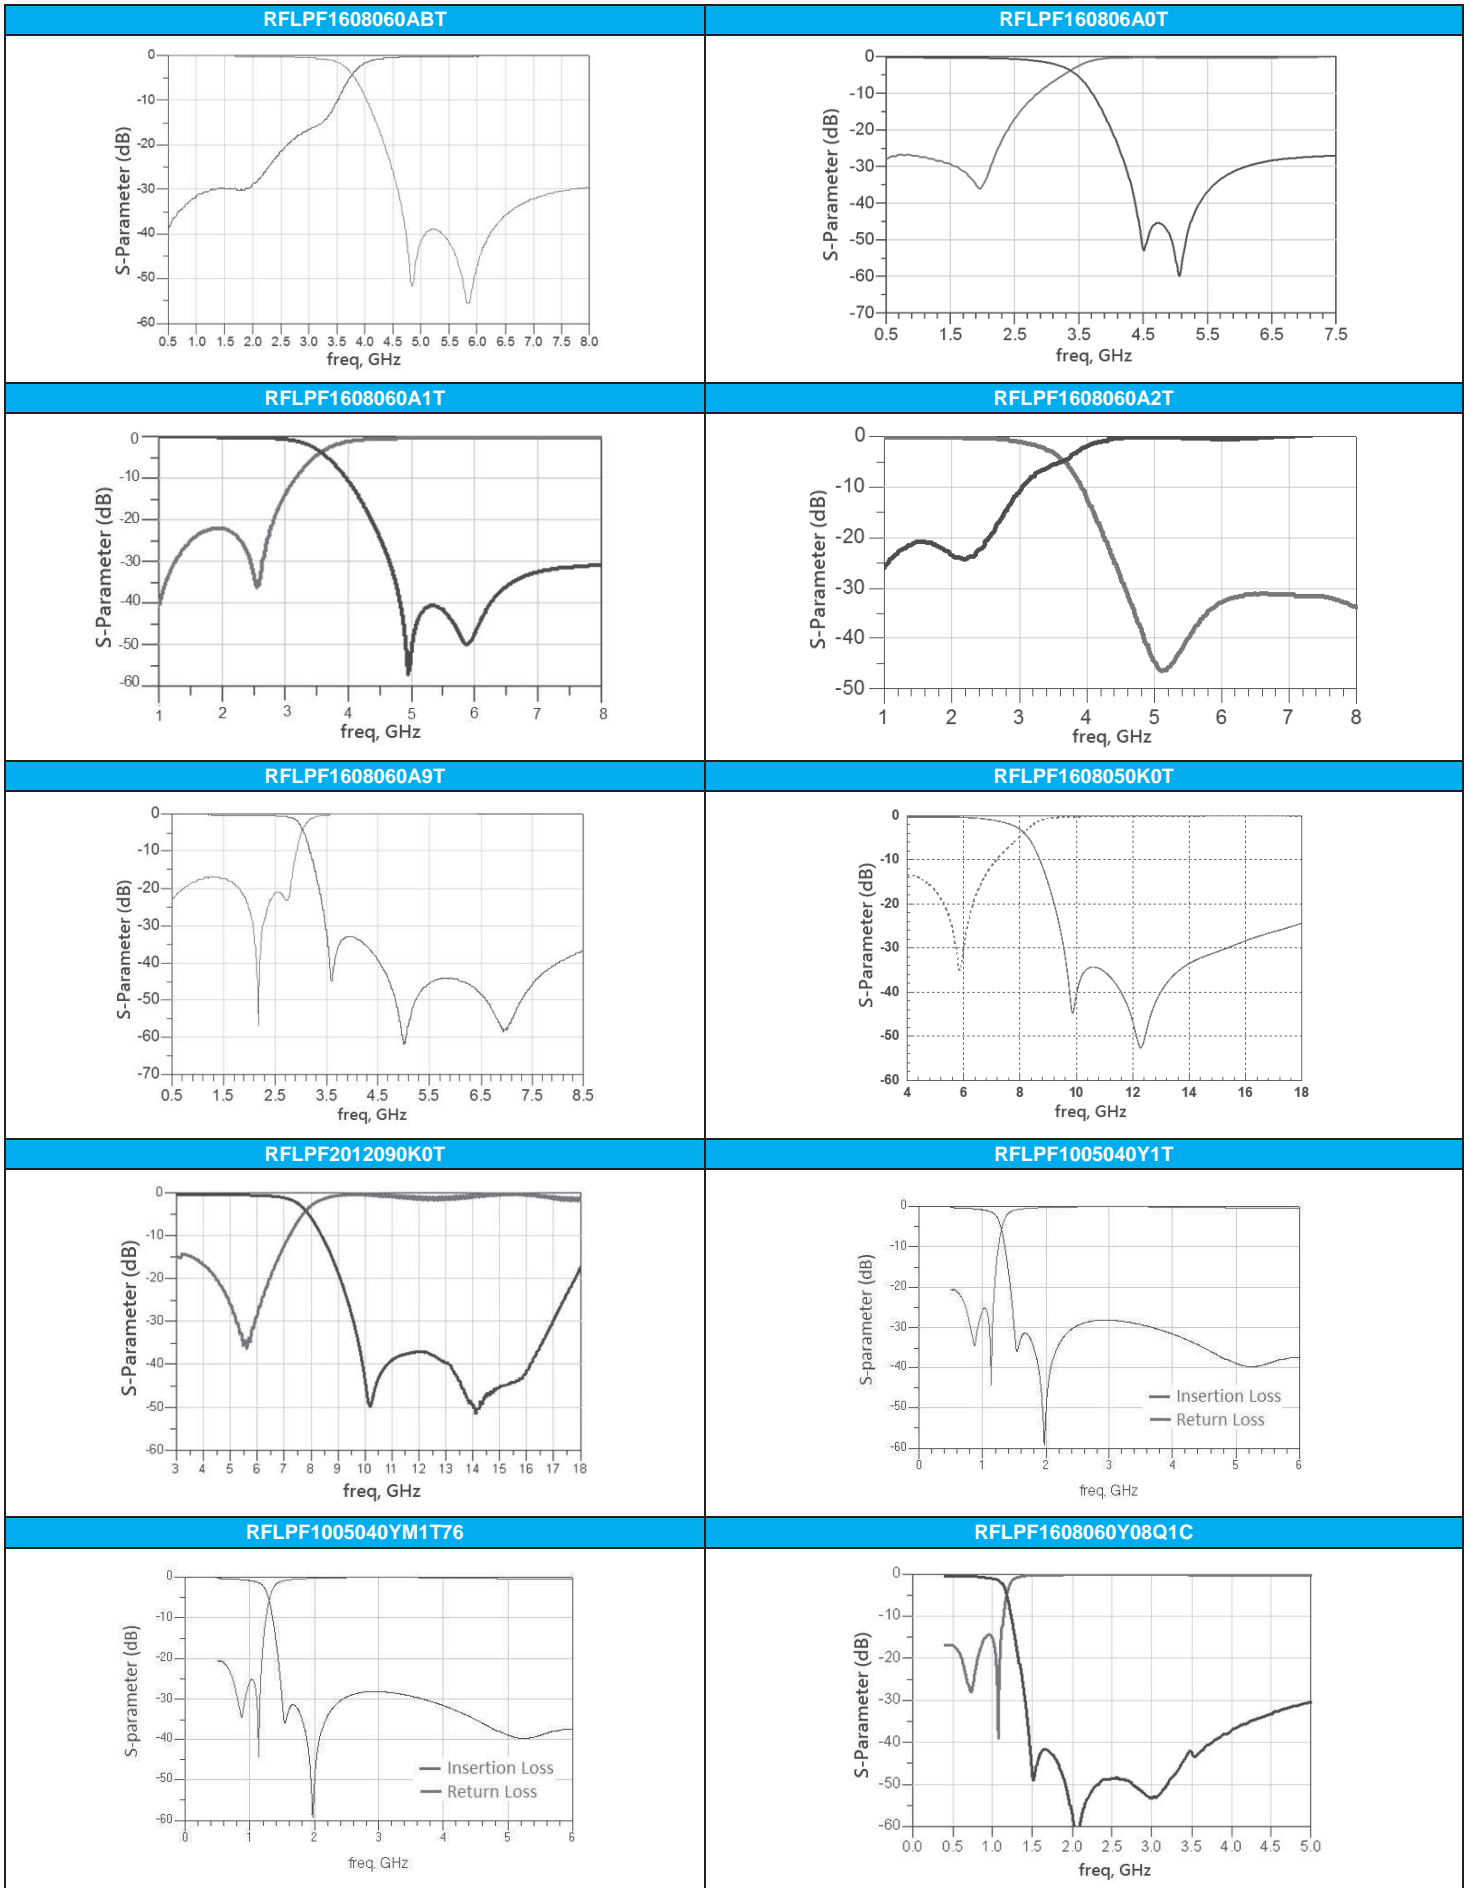 RFLPF1608060ABT
RFLPF160806A0T
S-Parameter (dB)
0
-10
-20
-30
-40
-50
-60
0.5 1.0 1.5 2.0 2.5 3.0 3.5 4.0 4.5 5.0 5.5 6.0 6.5 7.0 7.5 8.0
freq, GHz
S-Parameter (dB)
0
-10
-20
-30
-40
-50
-60
-70
0.5 1.5 2.5 3.5 4.5 5.5 6.5 7.5
freq, GHz
RFLPF1608060A1T
RFLPF1608060A2T
S-Parameter (dB)
0
-10
-20
-30
-40
-50
-60
1 2 3 4 5 6 7 8
freq, GHz
S-Parameter (dB)
0
-10
-20
-30
-40
-50
1 2 3 4 5 6 7 8
freq, GHz
RFLPF1608060A9T
RFLPF1608050K0T
S-Parameter (dB)
0
-10
-20
-30
-40
-50
-60
-70
0.5 1.5 2.5 3.5 4.5 5.5 6.5 7.5 8.5
freq, GHz
S-Parameter (dB)
0
-10
-20
-30
-40
-50
-60
4 6 8 10 12 14 16 18
freq, GHz
RFLPF2012090K0T
RFLPF1005040Y1T
S-Parameter (dB)
0
-10
-20
-30
-40
-50
-60
3 4 5 6 7 8 9 10 11 12 13 14 15 16 17 18
freq, GHz
S-parameter (dB)
0
-10
-20
-30
-40
-50
-60
Insertion Loss
Return Loss
0 1 2 3 4 5 6
freq, GHz
RFLPF1005040YM1T76
RFLPF1608060Y08Q1C
S-parameter (dB)
0
-10
-20
-30
-40
-50
-60
Insertion Loss
Return Loss
0 1 2 3 4 5 6
freq, GHz
S-Parameter (dB)
0
-10
-20
-30
-40
-50
-60
0.0 0.5 1.0 1.5 2.0 2.5 3.0 3.5 4.0 4.5 5.0
freq, GHz